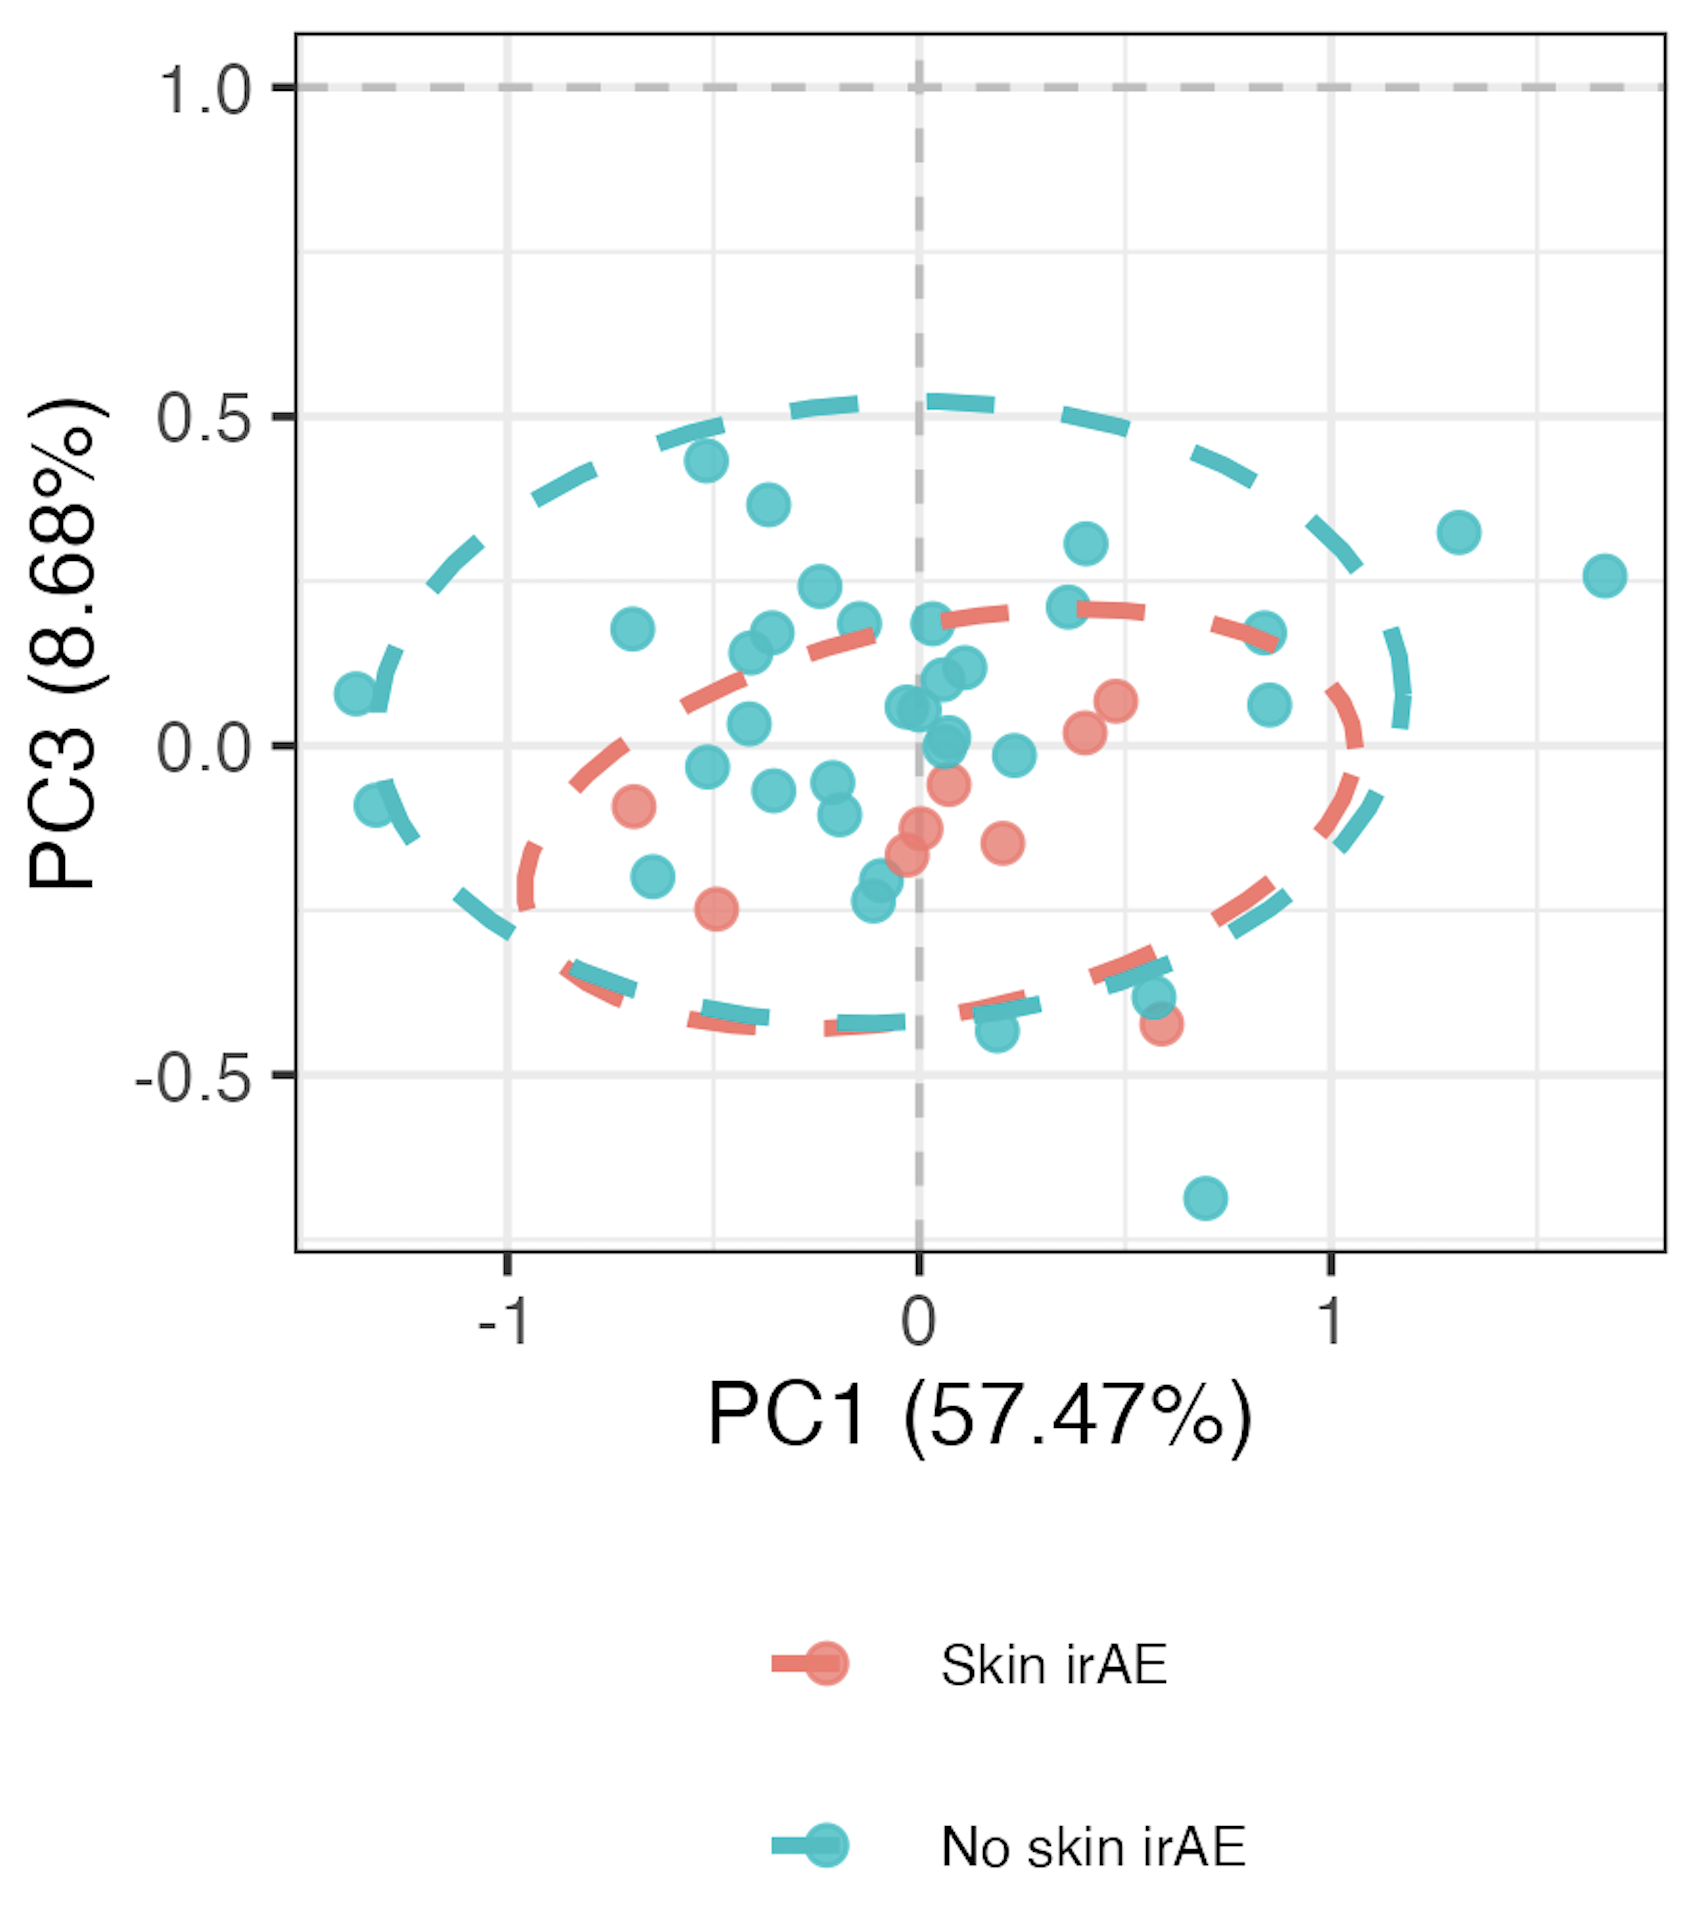 1.0
0.5
0.0
-0.5
PC3 (8.68%)
-1 0 1
PC1 (57.47%)
Skin irAE
No skin irAE